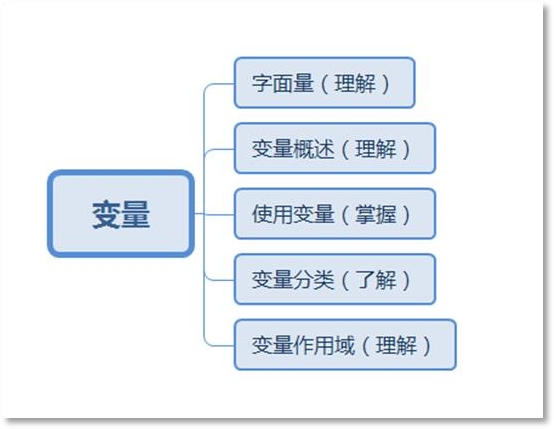 变量
字面量（理解）
变量概述（理解）
使用变量（掌握）
变量分类（了解）
变量作用域（理解）